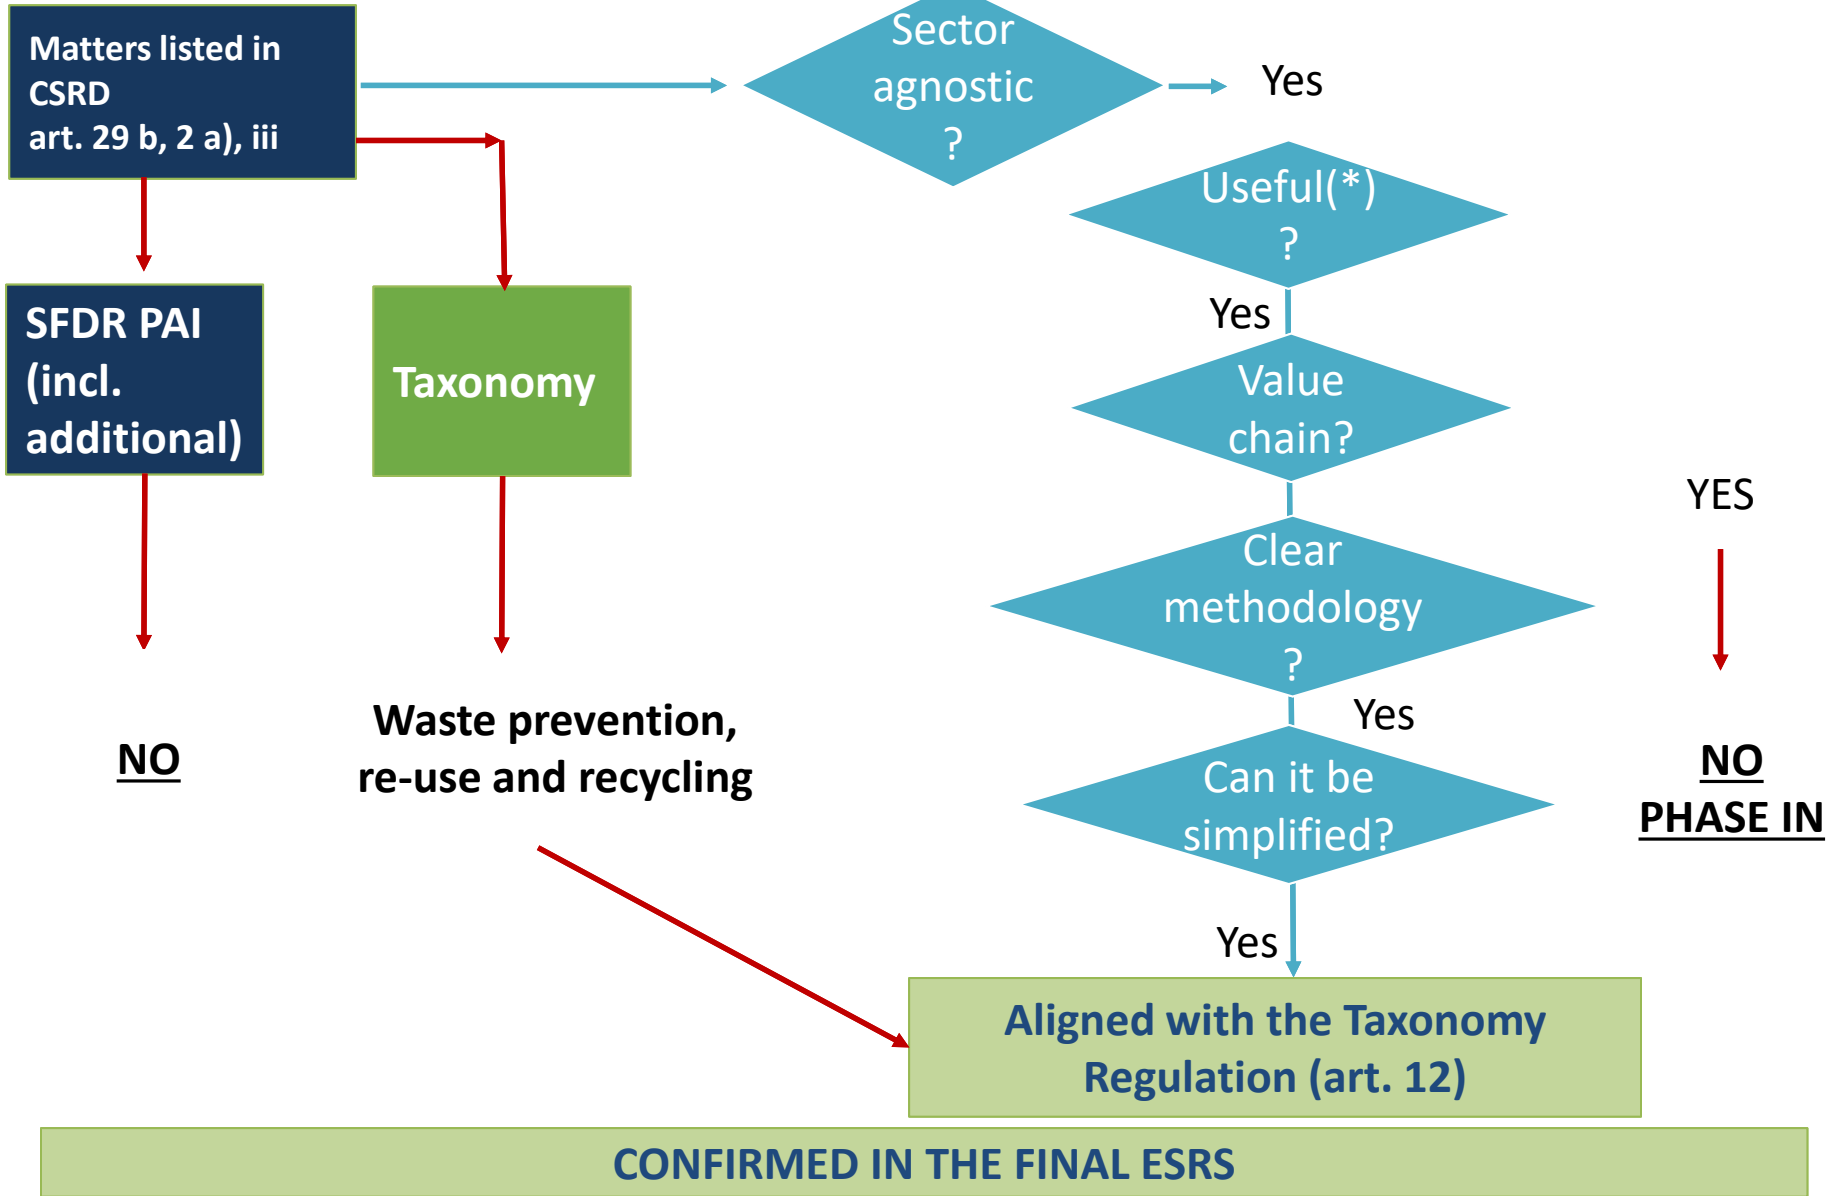 Matters listed in
CSRD
art. 29 b, 2 a), iii
Sector
agnostic
?
Yes
Useful(*)
?
Yes
SFDR PAI
(incl.
additional)
Taxonomy
Value
chain?
YES
Clear
methodology
?
Yes
NO
Waste prevention,
re-use and recycling
Can it be
simplified?
NO
PHASE IN
Yes
Aligned with the Taxonomy
Regulation (art. 12)
CONFIRMED IN THE FINAL ESRS